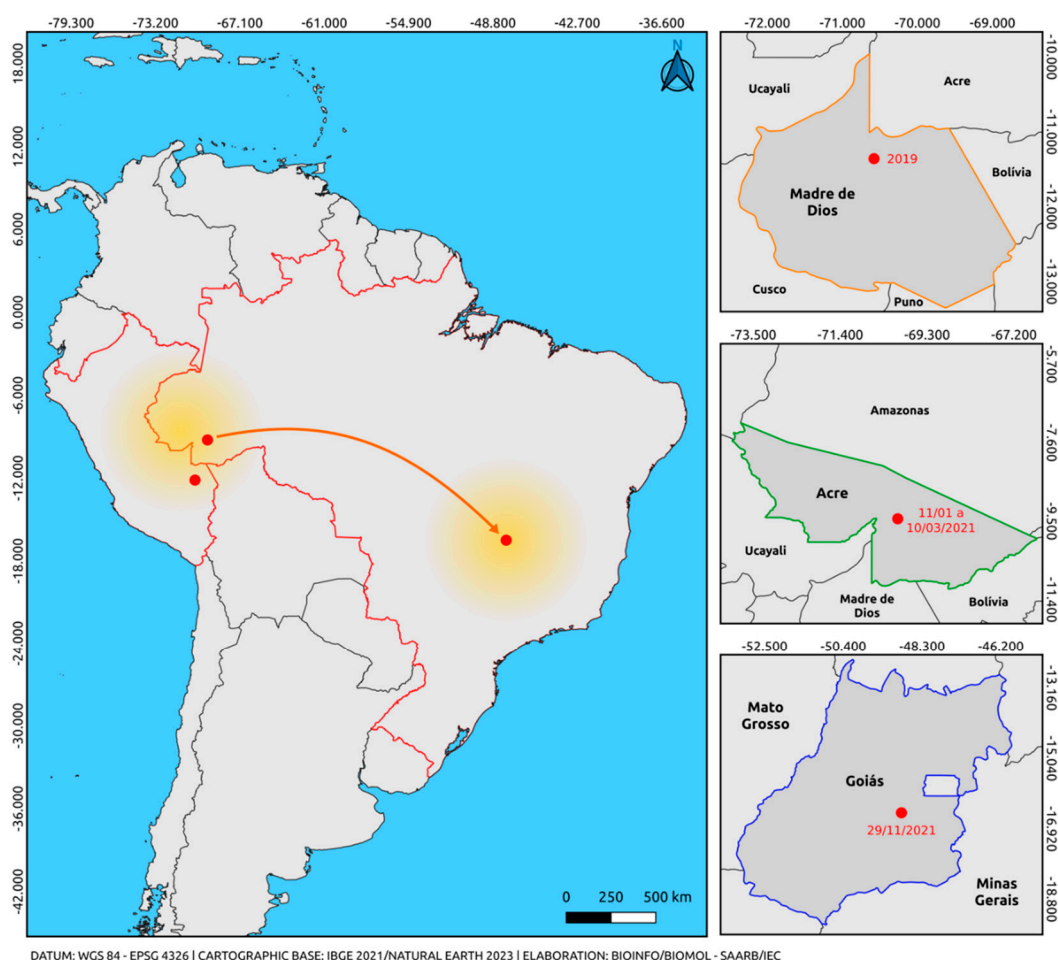 -79.300 -73.200 -67.100 -61.000 -54.900 -48.800 -42.700 -36.600
18.000
12.000
6.000
0.000
-6.000
-12.000
-18.000
-24.000
-30.000
-36.000
-42.000
N
0 250 500 km
-72.000 -71.000 -70.000 -69.000
-10.000
-11.000
-12.000
-13.000
Ucayali
Acre
2019
Bolívia
Madre de
Dios
Cusco
Puno
-73.500 -71.400 -69.300 -67.200
-5.700
-7.600
-9.500
-11.400
Amazonas
Acre
11/01 a
10/03/2021
Ucayali
Madre de
Dios
Bolívia
-52.500 -50.400 -48.300 -46.200
-13.160
-15.040
-16.920
-18.800
Mato
Grosso
Goiás
29/11/2021
Minas
Gerais
DATUM: WGS 84 - EPSG 4326 | CARTOGRAPHIC BASE: IBGE 2021/NATURAL EARTH 2023 | ELABORATION: BIOINFO/BIOMOL - SAARB/IEC